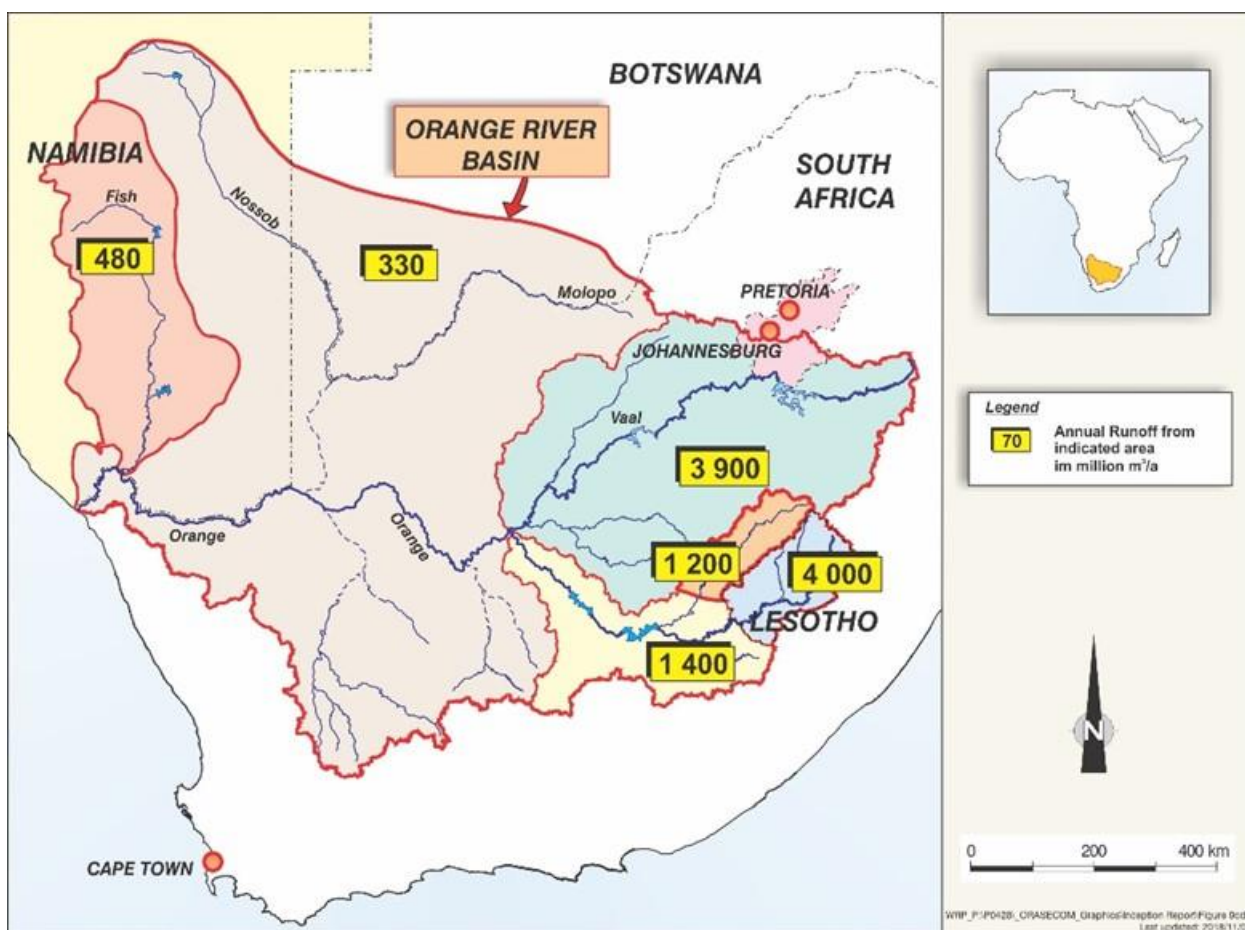 BOTSWANA
ORANGE RIVER
BASIN
NAMIBIA
SOUTH
AFRICA
Fish
Nossob
480
330
Molopo
PRETORIA
JOHANNESBURG
Vaal
3 900
Orange
Orange
1 200
4 000
LESOTHO
1 400
CAPE TOWN
Legend
70
Annual Runoff from
indicated area
im million m³/a
N
0 200 400 km